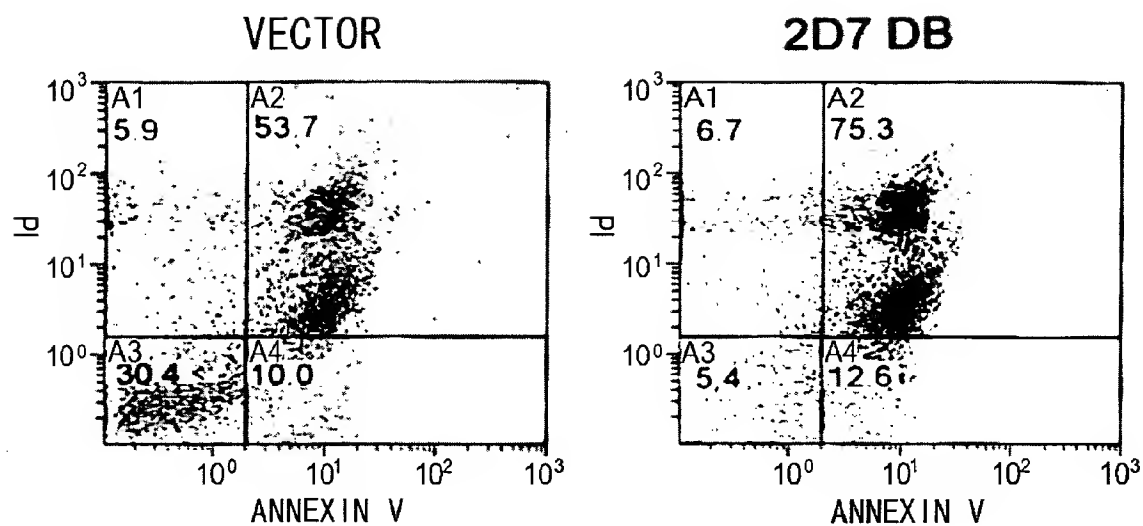 VECTOR
10³
A1
5.9
A2
53.7
10²
PI
10¹
10⁰
A3
30.4
A4
10.0
10⁰
10¹
10²
10³
ANNEXIN V
2D7 DB
10³
A1
6.7
A2
75.3
10²
PI
10¹
10⁰
A3
5.4
A4
12.6
10⁰
10¹
10²
10³
ANNEXIN V